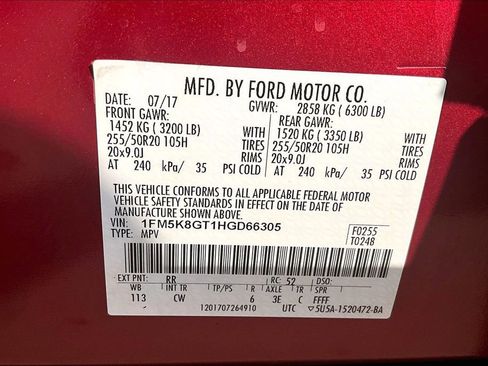 MFD. BY FORD MOTOR CO.
DATE: 07/17 GVWR: 2858 KG ( 6300 LB)
FRONT GAWR: REAR GAWR:
1452 KG ( 3200 LB) 1520 KG ( 3350 LB)
255/50R20 105H TIRES 255/50R20 105H TIRES
20x9.0J RIMS 20x9.0J RIMS
AT 240 kPa/ 35 PSI COLD AT 240 kPa/ 35 PSI COLD
THIS VEHICLE CONFORMS TO ALL APPLICABLE FEDERAL MOTOR
VEHICLE SAFETY STANDARDS IN EFFECT ON THE DATE OF
MANUFACTURE SHOWN ABOVE.
VIN: 1FM5K8GT1HGD66305 F0255
TYPE: MPV T0248
EXT PNT: RR RC: 52 DSO:
WB INT TR TP/PS R AXLE TR
113 CW 6 3E C FFFF
1201707264910 UTC ▽5U5A-1520472-BA